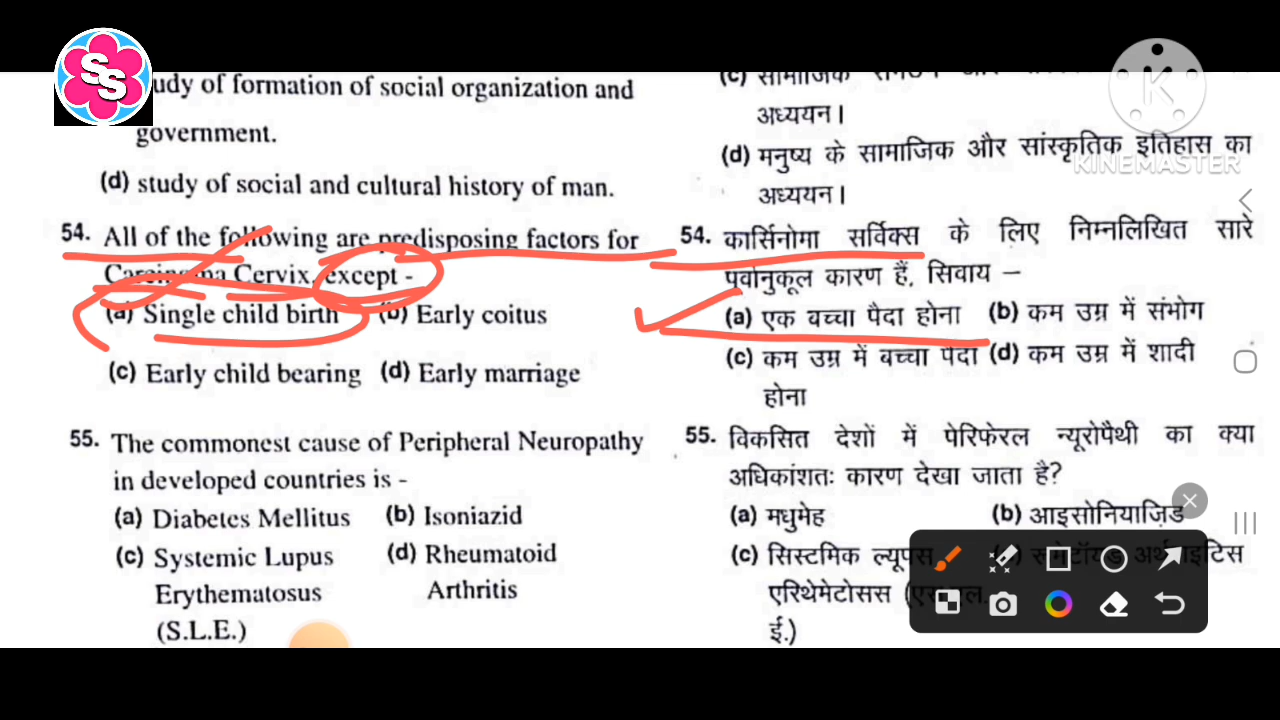 SS
udy of formation of social organization and
government.
(d) study of social and cultural history of man.
54. All of the following are predisposing factors for
Carcinoma Cervix, except -
(a) Single child birth (b) Early coitus
(c) Early child bearing (d) Early marriage
55. The commonest cause of Peripheral Neuropathy
in developed countries is -
(a) Diabetes Mellitus (b) Isoniazid
(c) Systemic Lupus (d) Rheumatoid
Erythematosus Arthritis
(S.L.E.)
(c) सामाजिक
अध्ययन।
(d) मनुष्य के सामाजिक और सांस्कृतिक इतिहास का
अध्ययन।
54. कार्सिनोमा सर्विक्स के लिए निम्नलिखित सारे
पूर्वानुकूल कारण हैं, सिवाय –
(a) एक बच्चा पैदा होना (b) कम उम्र में संभोग
(c) कम उम्र में बच्चा पैदा (d) कम उम्र में शादी
होना
55. विकसित देशों में पेरिफेरल न्यूरोपैथी का क्या
अधिकांशतः कारण देखा जाता है?
(a) मधुमेह (b) आइसोनियाज़िड
(c) सिस्टमिक ल्यूपस
एरिथेमेटोसस
ई.)
K
KINEMASTER